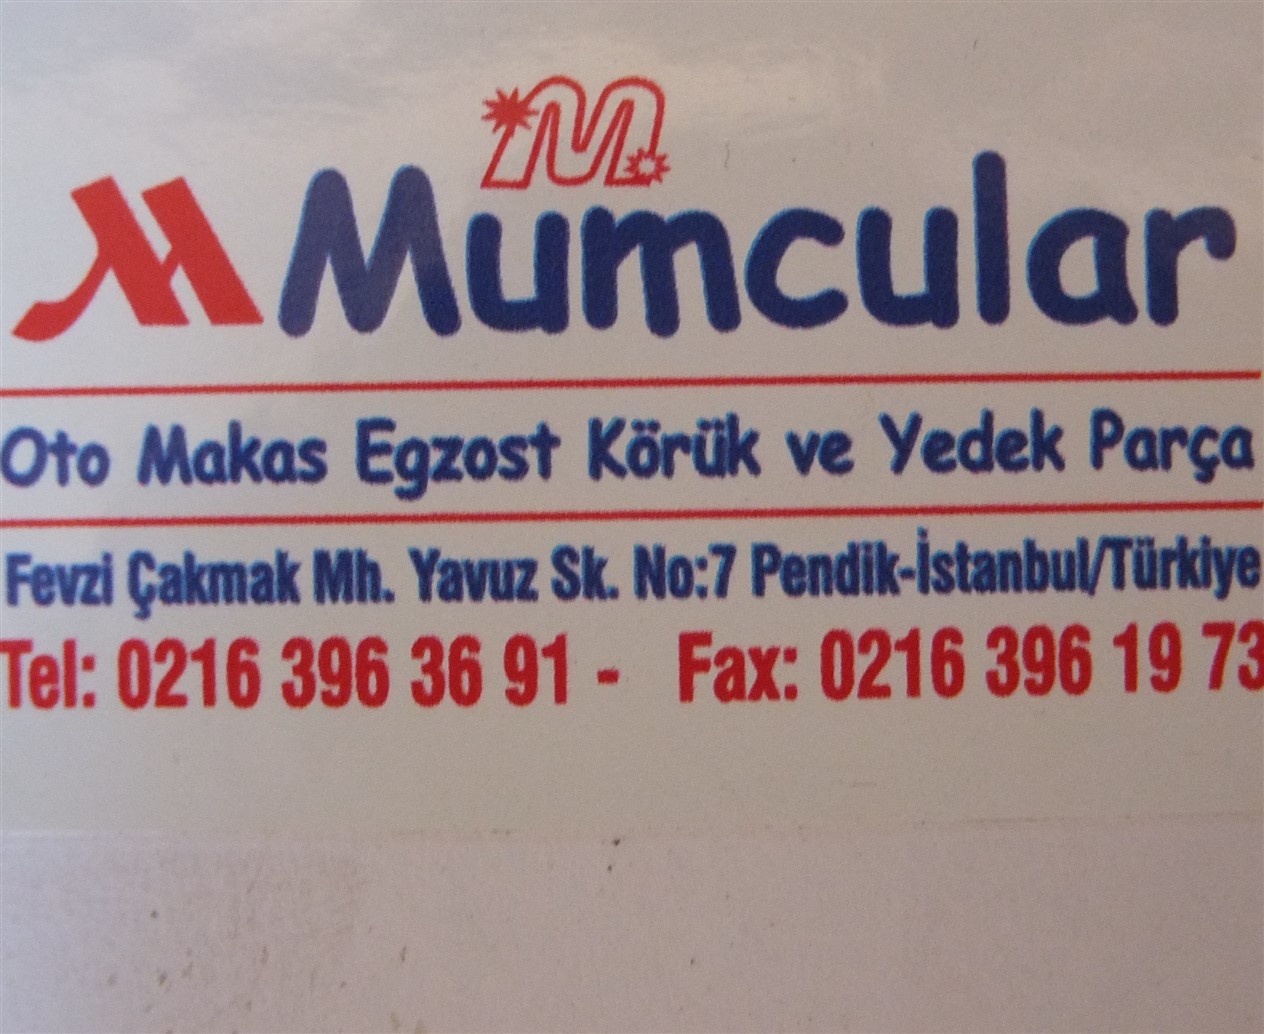 m
M Mumcular
Oto Makas Egzost Körük ve Yedek Parça
Fevzi Çakmak Mh. Yavuz Sk. No:7 Pendik-İstanbul/Türkiye
Tel: 0216 396 36 91 - Fax: 0216 396 19 73